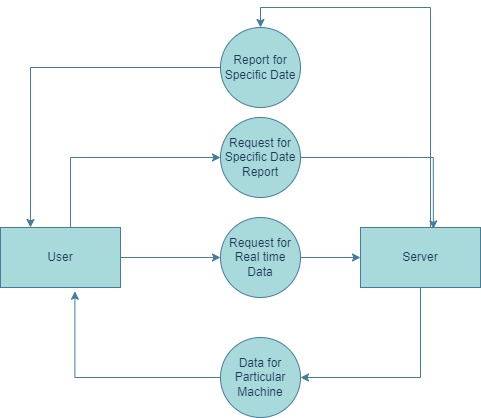 Report for
Specific Date
Request for
Specific Date
Report
User
Request for
Real time
Data
Server
Data for
Particular
Machine